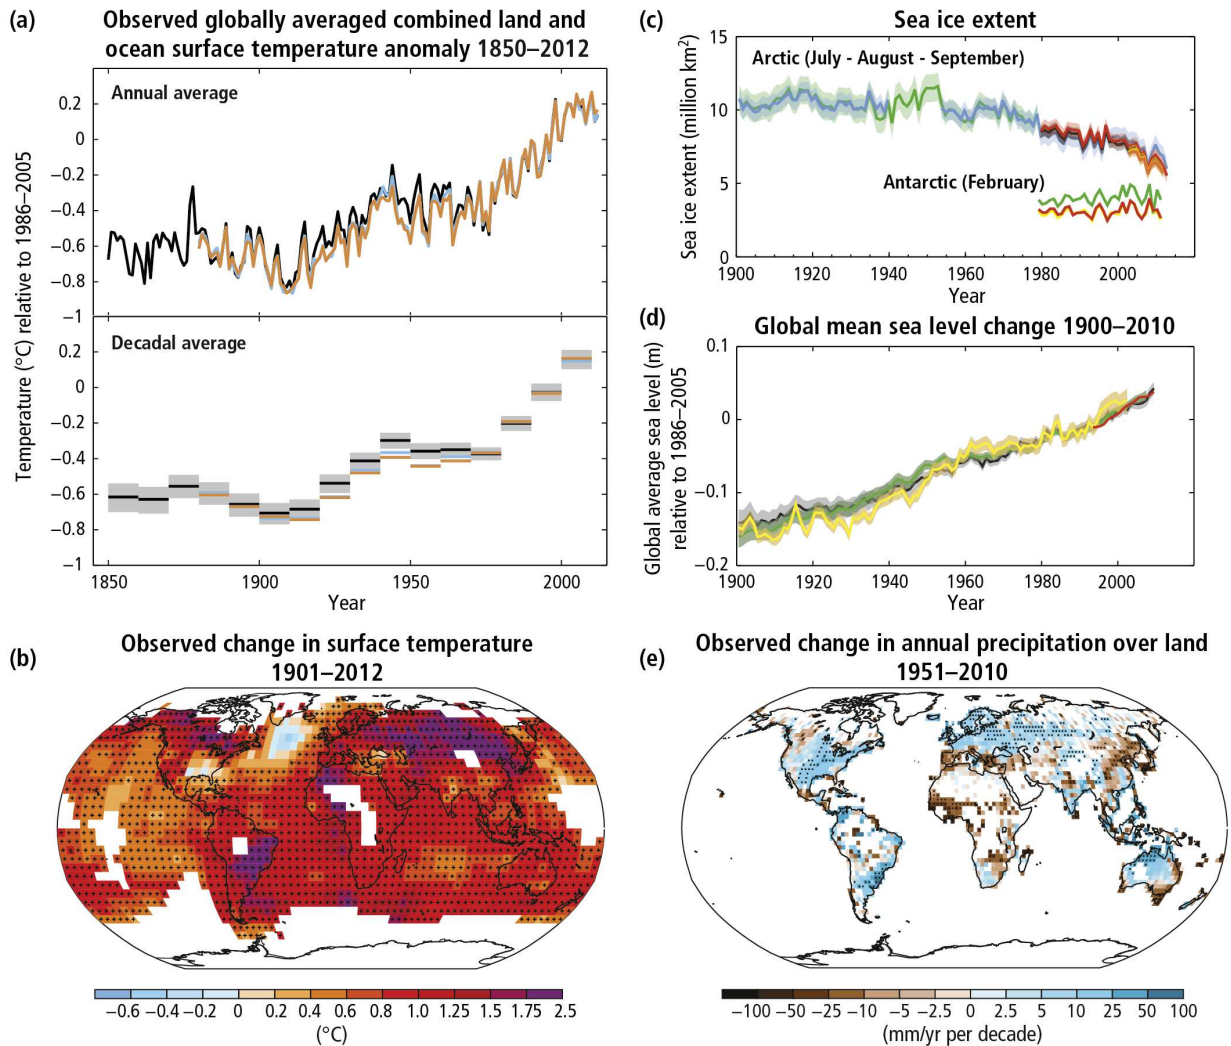 (a)
Observed globally averaged combined land and
ocean surface temperature anomaly 1850–2012
Annual average
0.2
0
−0.2
−0.4
−0.6
−0.8
−1
Decadal average
0.2
0
−0.2
−0.4
−0.6
−0.8
−1
Temperature (°C) relative to 1986–2005
1850
1900
1950
2000
Year
(c)
Sea ice extent
Arctic (July - August - September)
Antarctic (February)
15
10
5
0
Sea ice extent (million km²)
1900
1920
1940
1960
1980
2000
Year
(d)
Global mean sea level change 1900–2010
0.1
0
−0.1
−0.2
Global average sea level (m)
relative to 1986–2005
1900
1920
1940
1960
1980
2000
Year
(b)
Observed change in surface temperature
1901–2012
−0.6 −0.4 −0.2 0 0.2 0.4 0.6 0.8 1.0 1.25 1.5 1.75 2.5
(°C)
(e)
Observed change in annual precipitation over land
1951–2010
−100 −50 −25 −10 −5 −2.5 0 2.5 5 10 25 50 100
(mm/yr per decade)